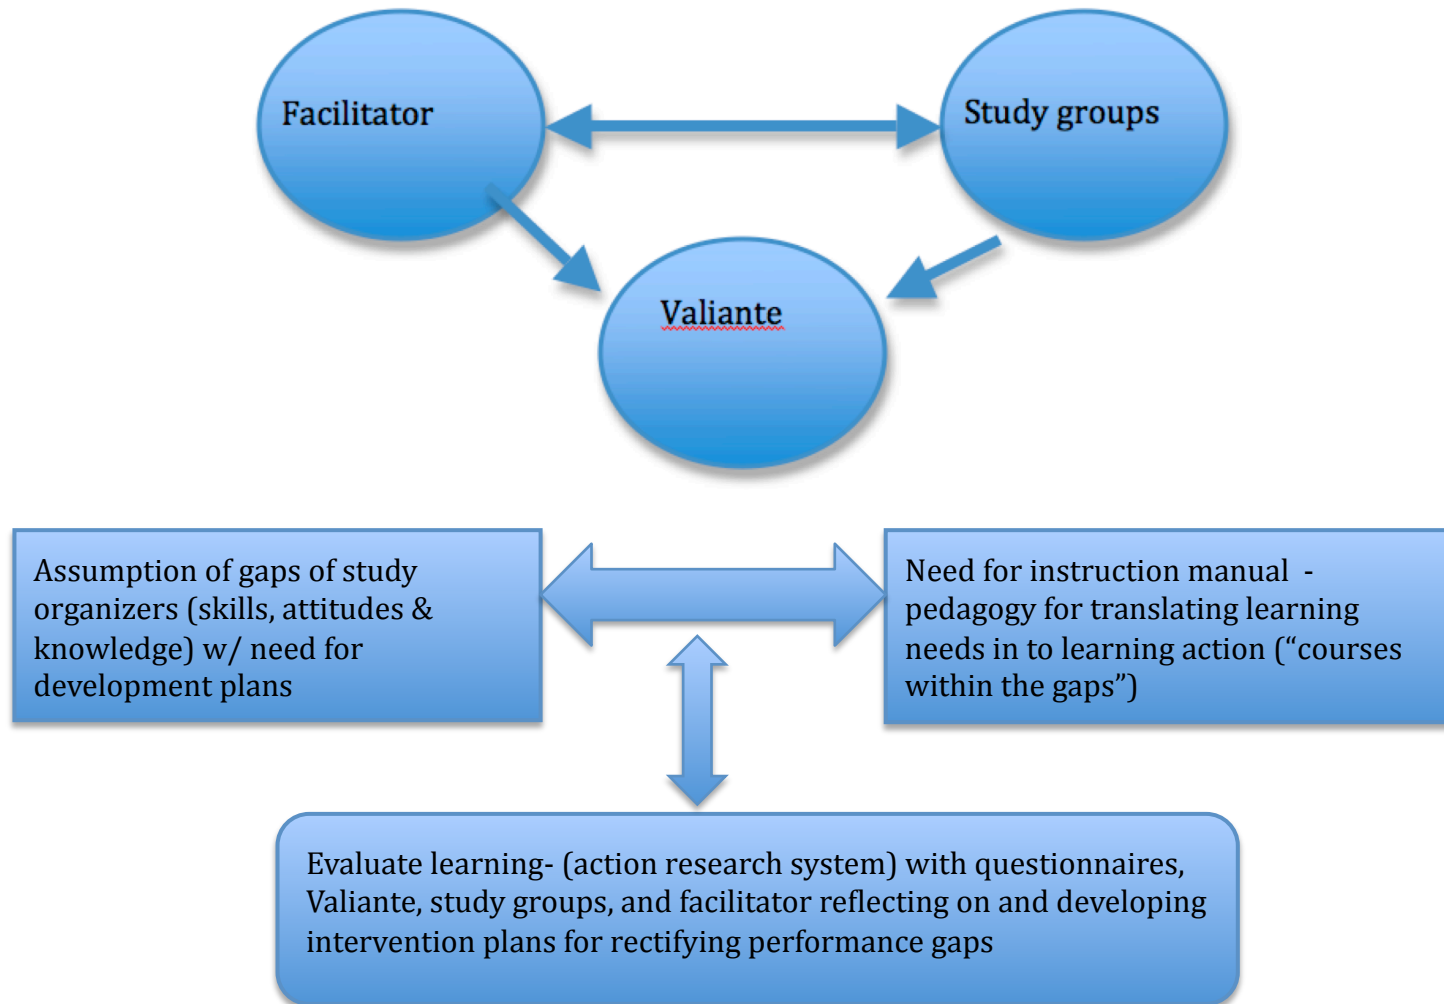 Facilitator
Study groups
Valiante
Assumption of gaps of study
organizers (skills, attitudes &
knowledge) w/ need for
development plans
Need for instruction manual  -
pedagogy for translating learning
needs in to learning action (“courses
within the gaps”)
Evaluate learning- (action research system) with questionnaires,
Valiante, study groups, and facilitator reflecting on and developing
intervention plans for rectifying performance gaps